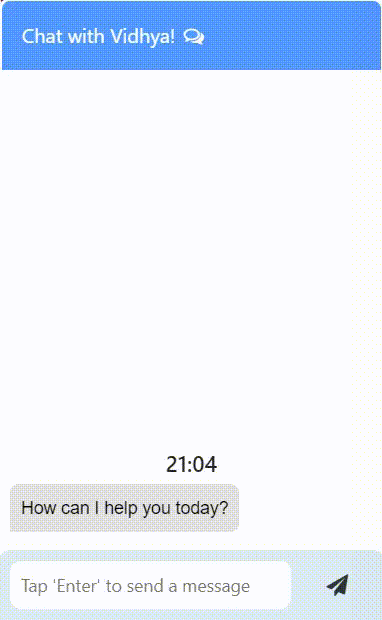 Chat with Vidhya!
21:04
How can I help you today?
Tap 'Enter' to send a message